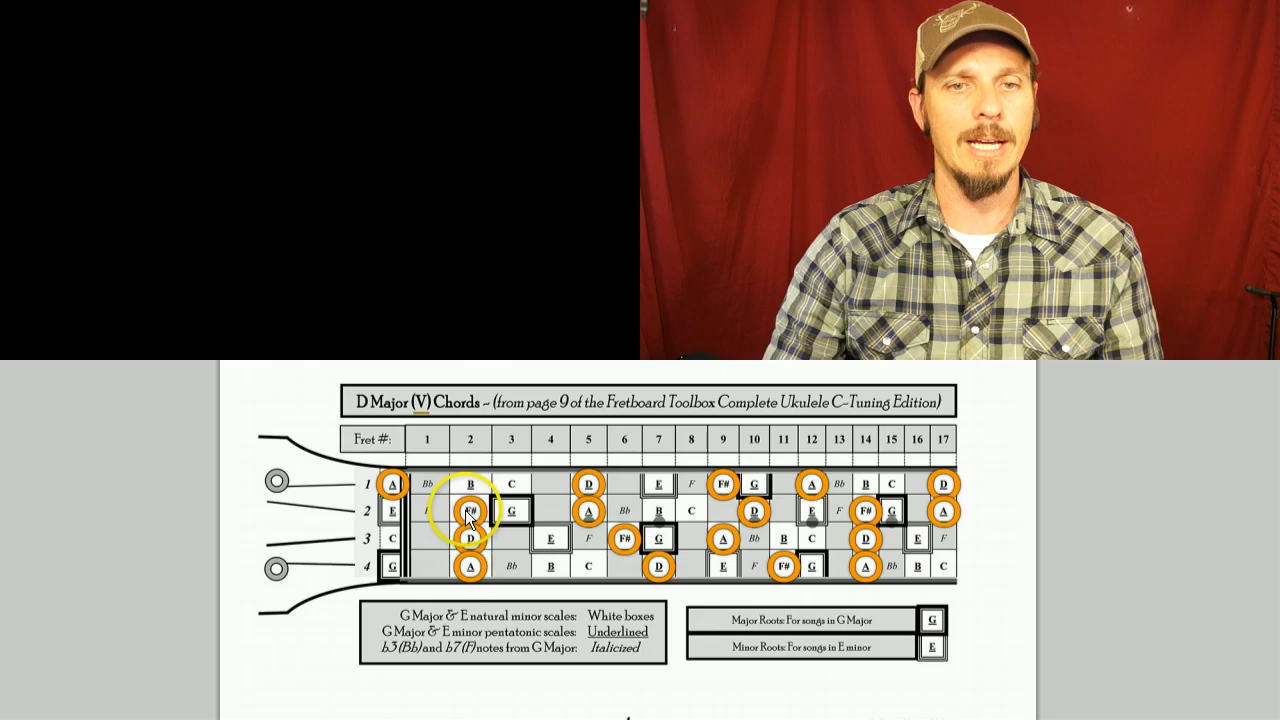 D Major (V) Chords ~ (from page 9 of the Fretboard Toolbox Complete Ukulele C-Tuning Edition)
Fret #: 1 2 3 4 5 6 7 8 9 10 11 12 13 14 15 16 17
1 A Bb B C D E F F# G A Bb B C D
2 E F# G A Bb B C D E F F# G A
3 C D E F F# G A Bb B C D E F
4 G A Bb B C D E F F# G A Bb B C
G Major & E natural minor scales: White boxes
G Major & E minor pentatonic scales: Underlined
b3(Bb) and b7(F) notes from G Major: Italicized
Major Roots: For songs in G Major G
Minor Roots: For songs in E minor E